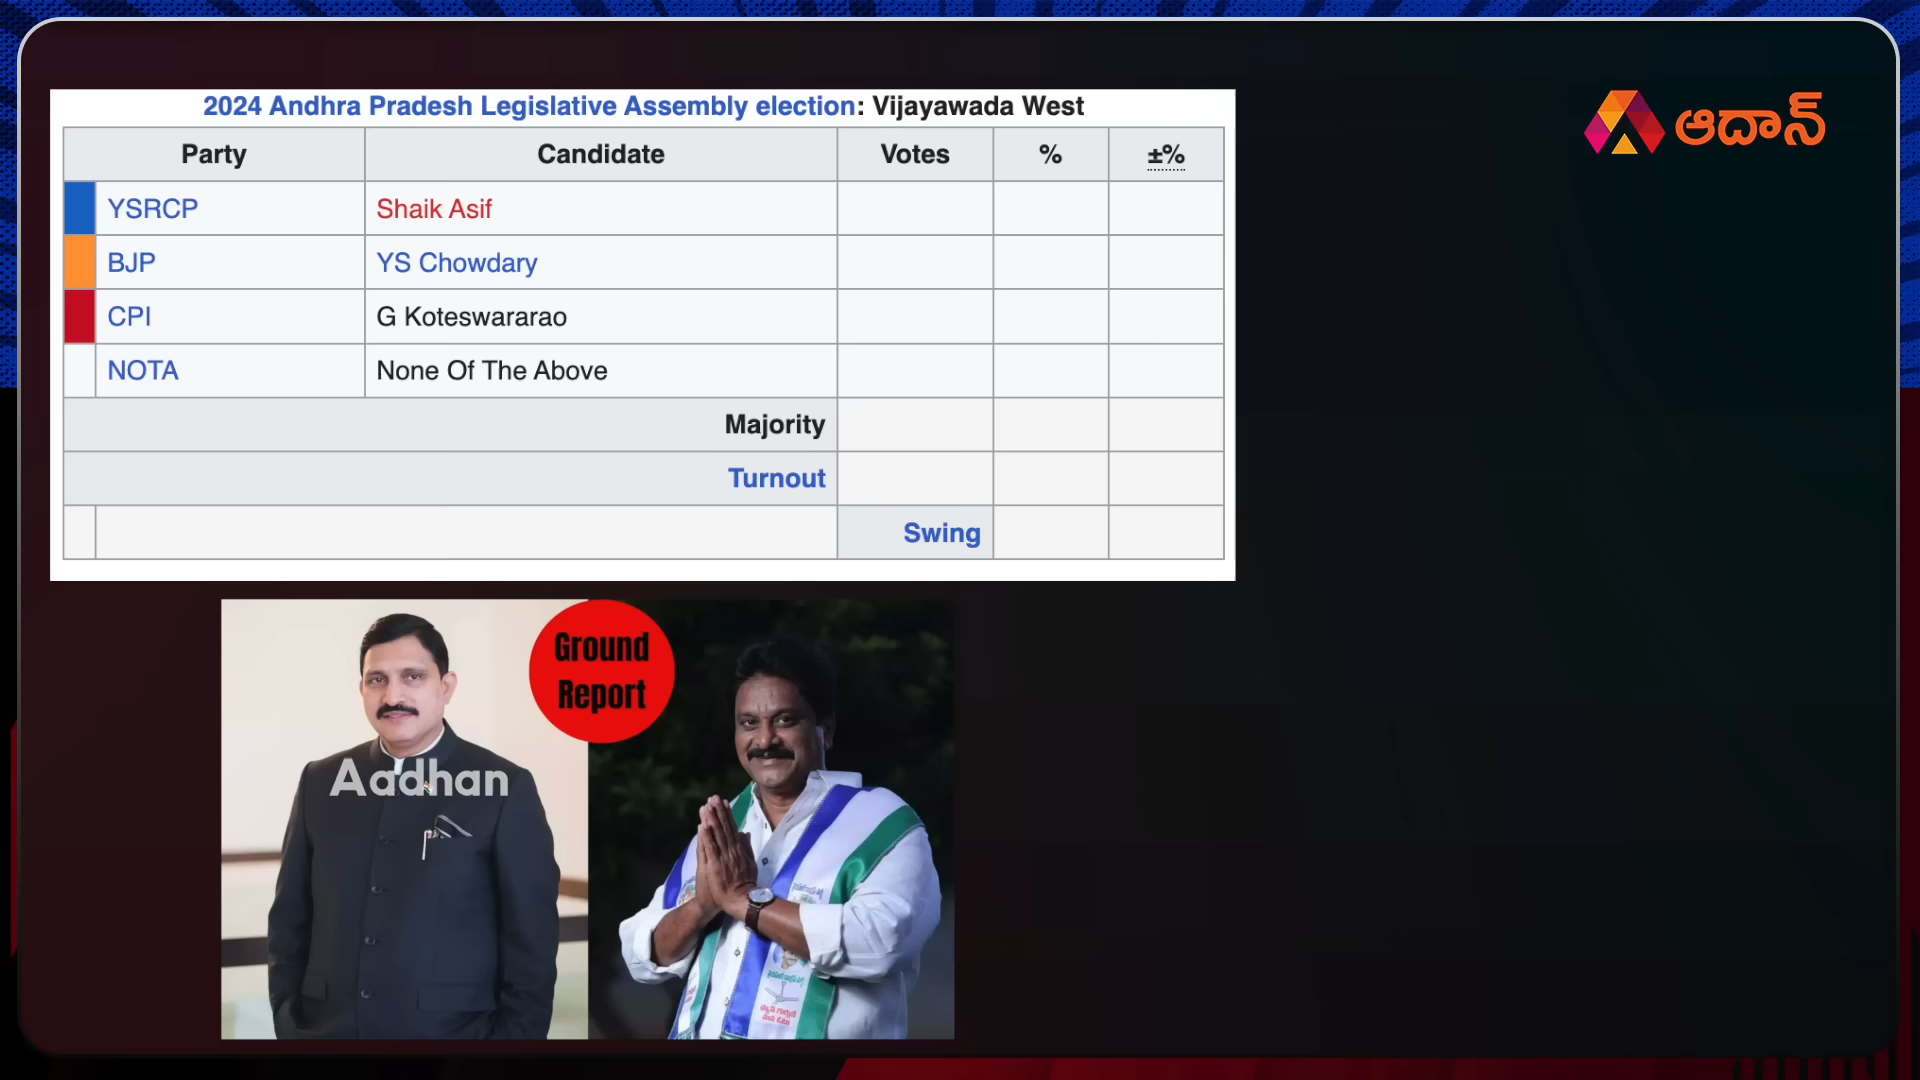 2024 Andhra Pradesh Legislative Assembly election: Vijayawada West
Party Candidate Votes % ±%
YSRCP Shaik Asif
BJP YS Chowdary
CPI G Koteswararao
NOTA None Of The Above
Majority
Turnout
Swing
ఆదాన్
Ground
Report
Aadhan